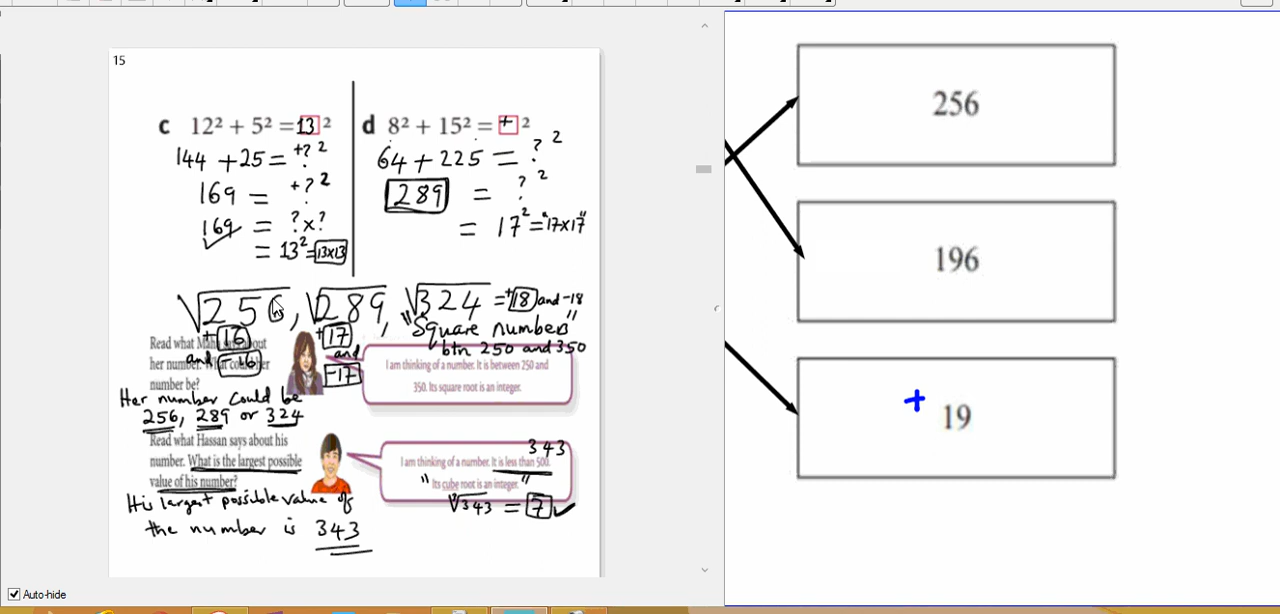 15
c 12² + 5² = 13²
144 + 25 = +?²
169 = +?²
169 = ?x?
= 13² = 13x13
d 8² + 15² = +²
64 + 225 = ?²
289 = ?²
= 17² = "17x17"
√256, √289, √324 = +18 and -18
+16 and -16
+17 and -17
"Square number"
btn 250 and 350
Read what Maha about
her number. What could her
number be?
I am thinking of a number. It is between 250 and
350. Its square root is an integer.
Her number could be
256, 289 or 324
Read what Hassan says about his
number. What is the largest possible
value of his number?
343
I am thinking of a number. It is less than 500.
"Its cube root is an integer."
∛343 = 7 ✓
His largest possible value of
the number is 343
256
196
+ 19
Auto-hide